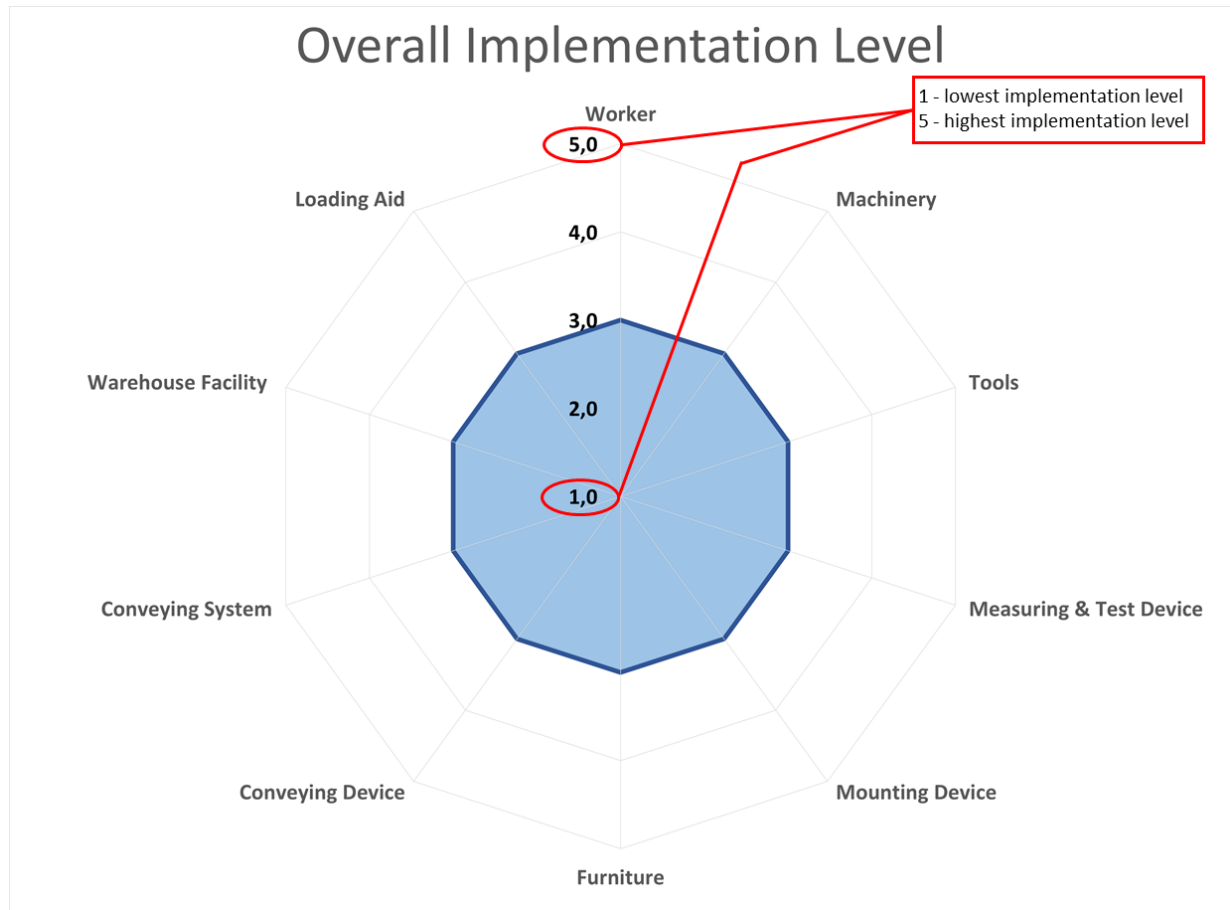 Overall Implementation Level
1 - lowest implementation level
5 - highest implementation level
Worker
5,0
Loading Aid
Machinery
4,0
3,0
Warehouse Facility
Tools
2,0
1,0
Conveying System
Measuring & Test Device
Conveying Device
Mounting Device
Furniture